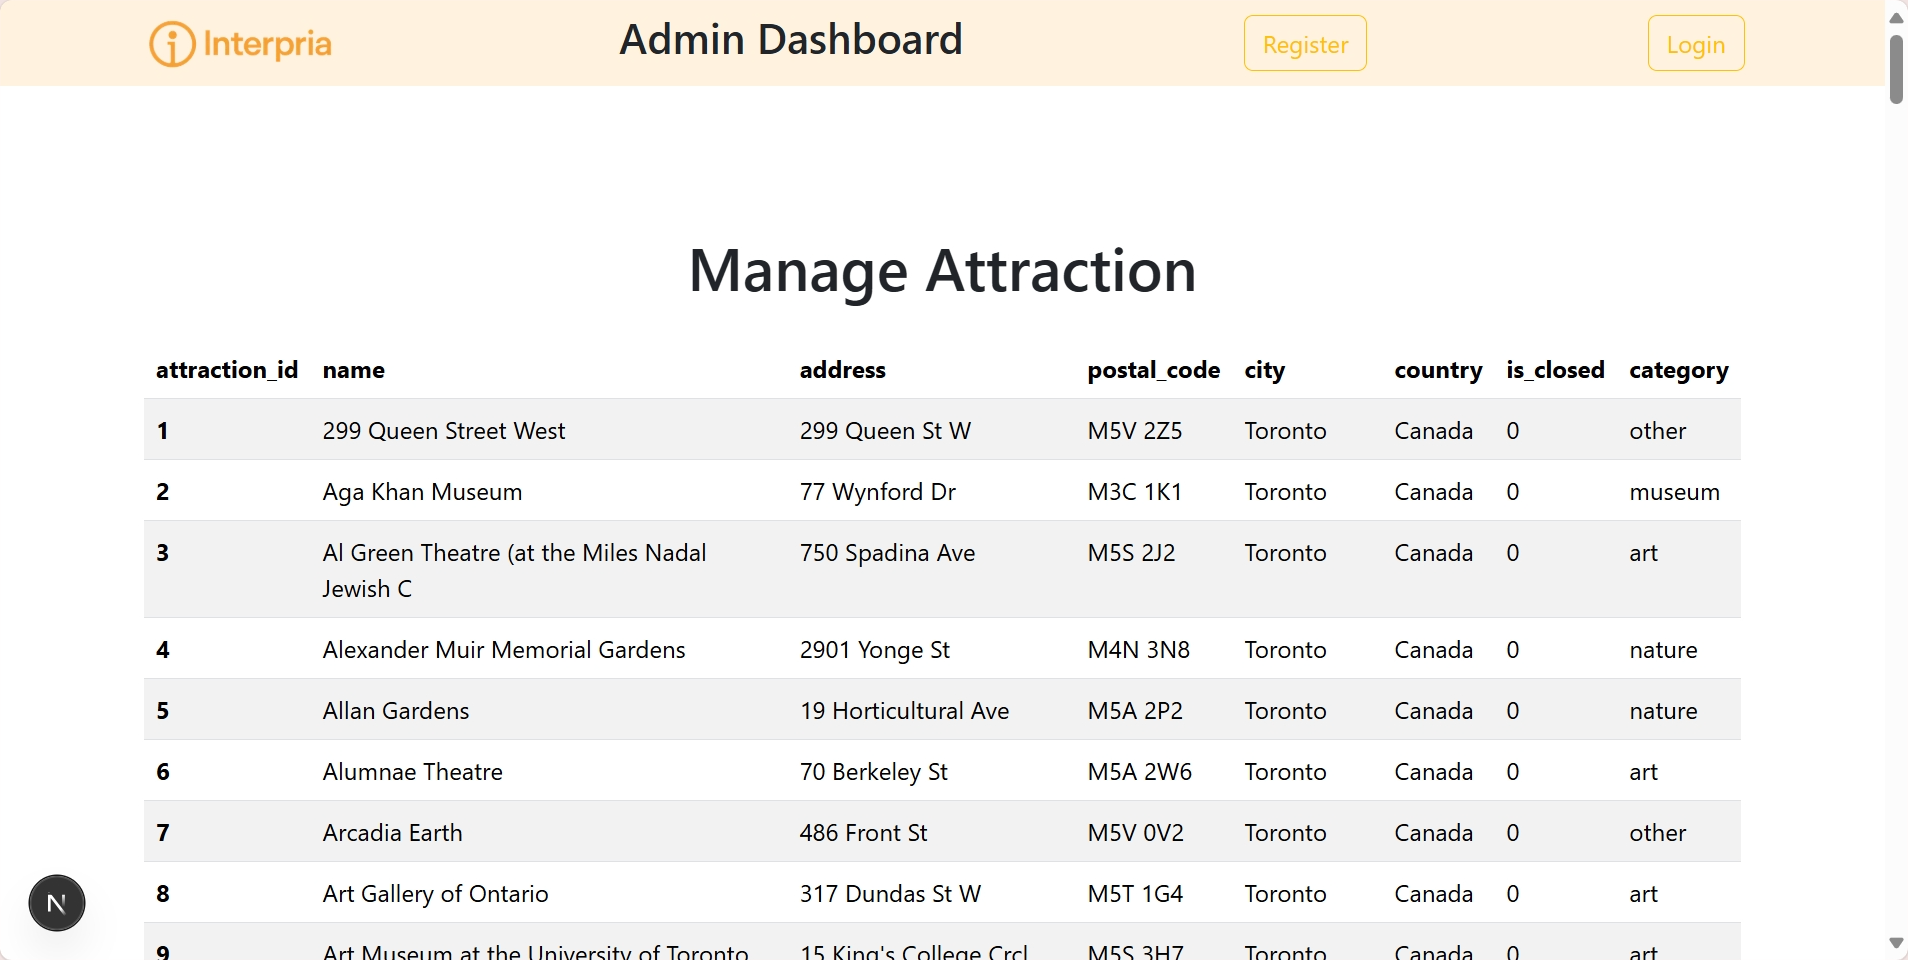 Interpria Admin Dashboard Register Login
Manage Attraction
attraction_id name address postal_code city country is_closed category
1 299 Queen Street West 299 Queen St W M5V 2Z5 Toronto Canada 0 other
2 Aga Khan Museum 77 Wynford Dr M3C 1K1 Toronto Canada 0 museum
3 Al Green Theatre (at the Miles Nadal 750 Spadina Ave M5S 2J2 Toronto Canada 0 art
Jewish C
4 Alexander Muir Memorial Gardens 2901 Yonge St M4N 3N8 Toronto Canada 0 nature
5 Allan Gardens 19 Horticultural Ave M5A 2P2 Toronto Canada 0 nature
6 Alumnae Theatre 70 Berkeley St M5A 2W6 Toronto Canada 0 art
7 Arcadia Earth 486 Front St M5V 0V2 Toronto Canada 0 other
8 Art Gallery of Ontario 317 Dundas St W M5T 1G4 Toronto Canada 0 art
9 Art Museum at the University of Toronto 15 King's College Crcl M5S 3H7 Toronto Canada 0 art
N